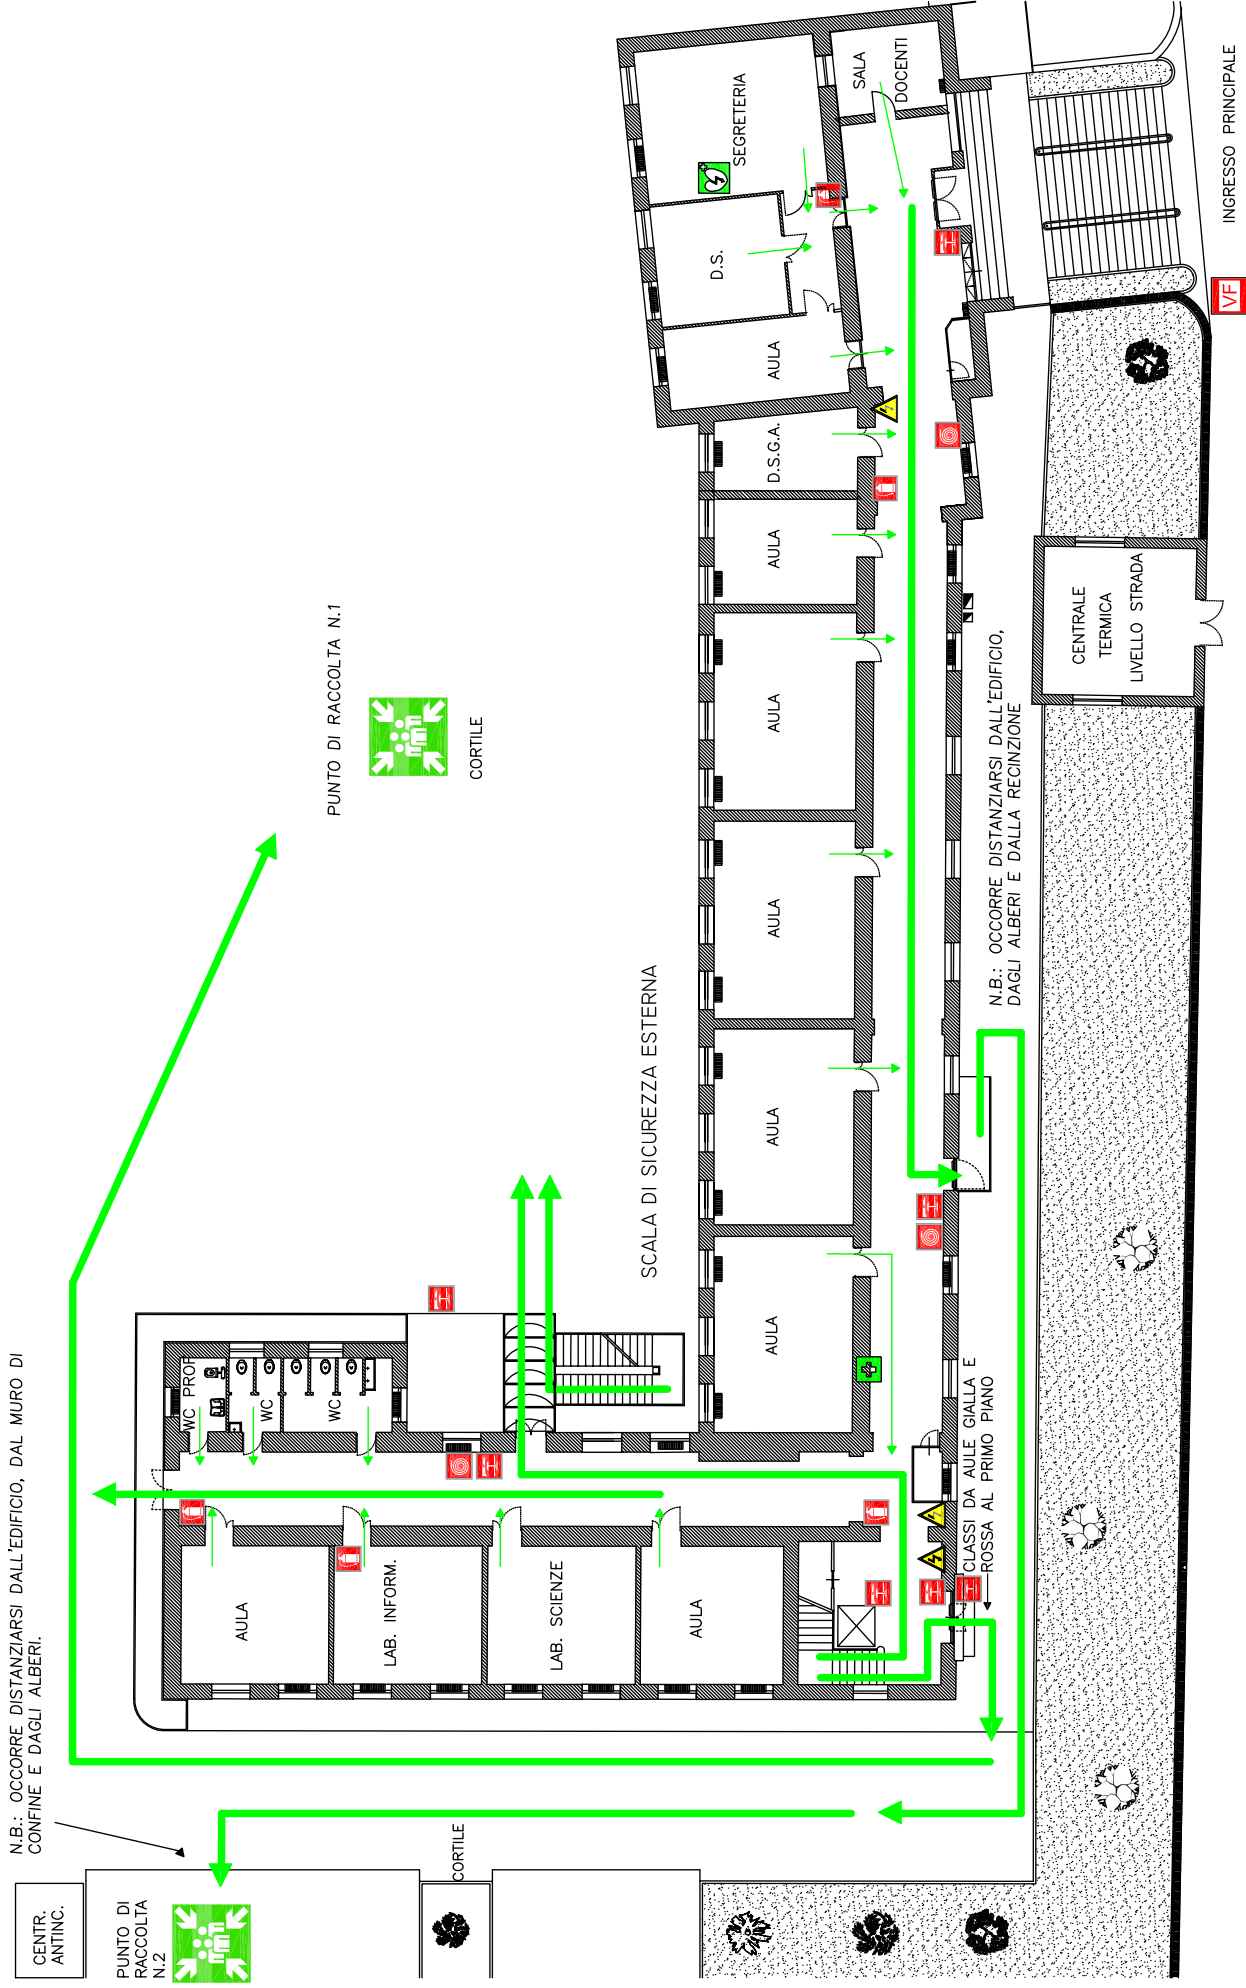 N.B.: OCCORRE DISTANZIARSI DALL'EDIFICIO, DAL MURO DI
CONFINE E DAGLI ALBERI.
CENTR.
ANTINC.
PUNTO DI
RACCOLTA
N.2
CORTILE
AULA
LAB. INFORM.
LAB. SCIENZE
AULA
WC PROF
WC
WC
PUNTO DI RACCOLTA N.1
CORTILE
SCALA DI SICUREZZA ESTERNA
AULA
AULA
AULA
AULA
AULA
D.S.G.A.
AULA
D.S.
SEGRETERIA
SALA
DOCENTI
CLASSI DA AULE GIALLA E
ROSSA AL PRIMO PIANO
N.B.: OCCORRE DISTANZIARSI DALL'EDIFICIO,
DAGLI ALBERI E DALLA RECINZIONE
CENTRALE
TERMICA
LIVELLO STRADA
VF
INGRESSO PRINCIPALE